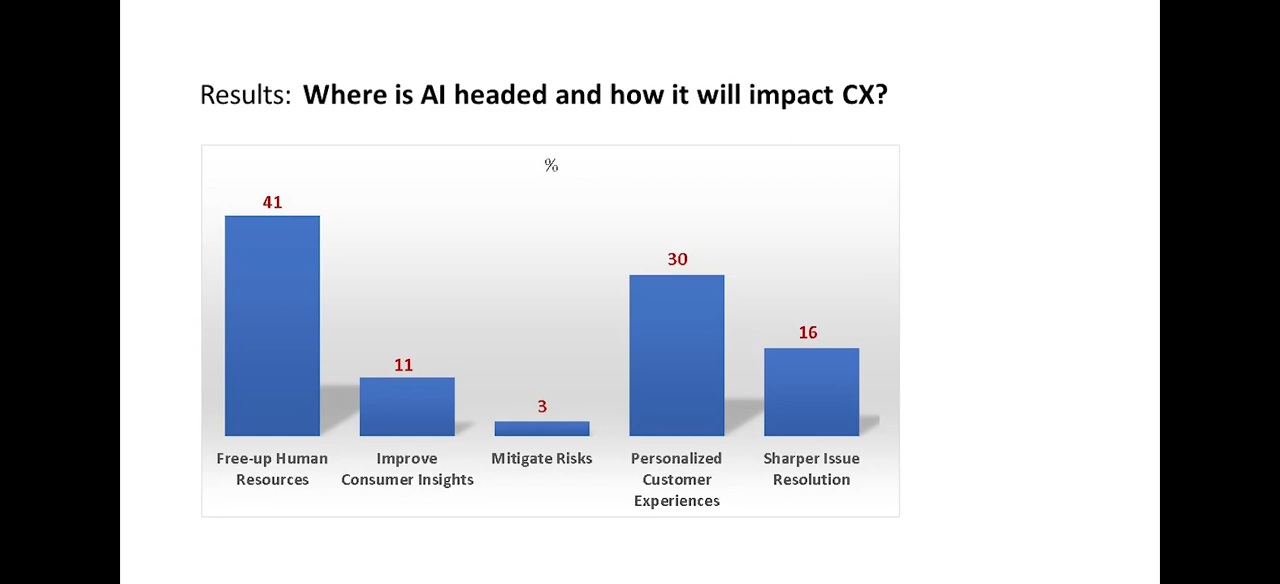 Results: Where is AI headed and how it will impact CX?
%
41
11
3
30
16
Free-up Human
Resources
Improve
Consumer Insights
Mitigate Risks
Personalized
Customer
Experiences
Sharper Issue
Resolution